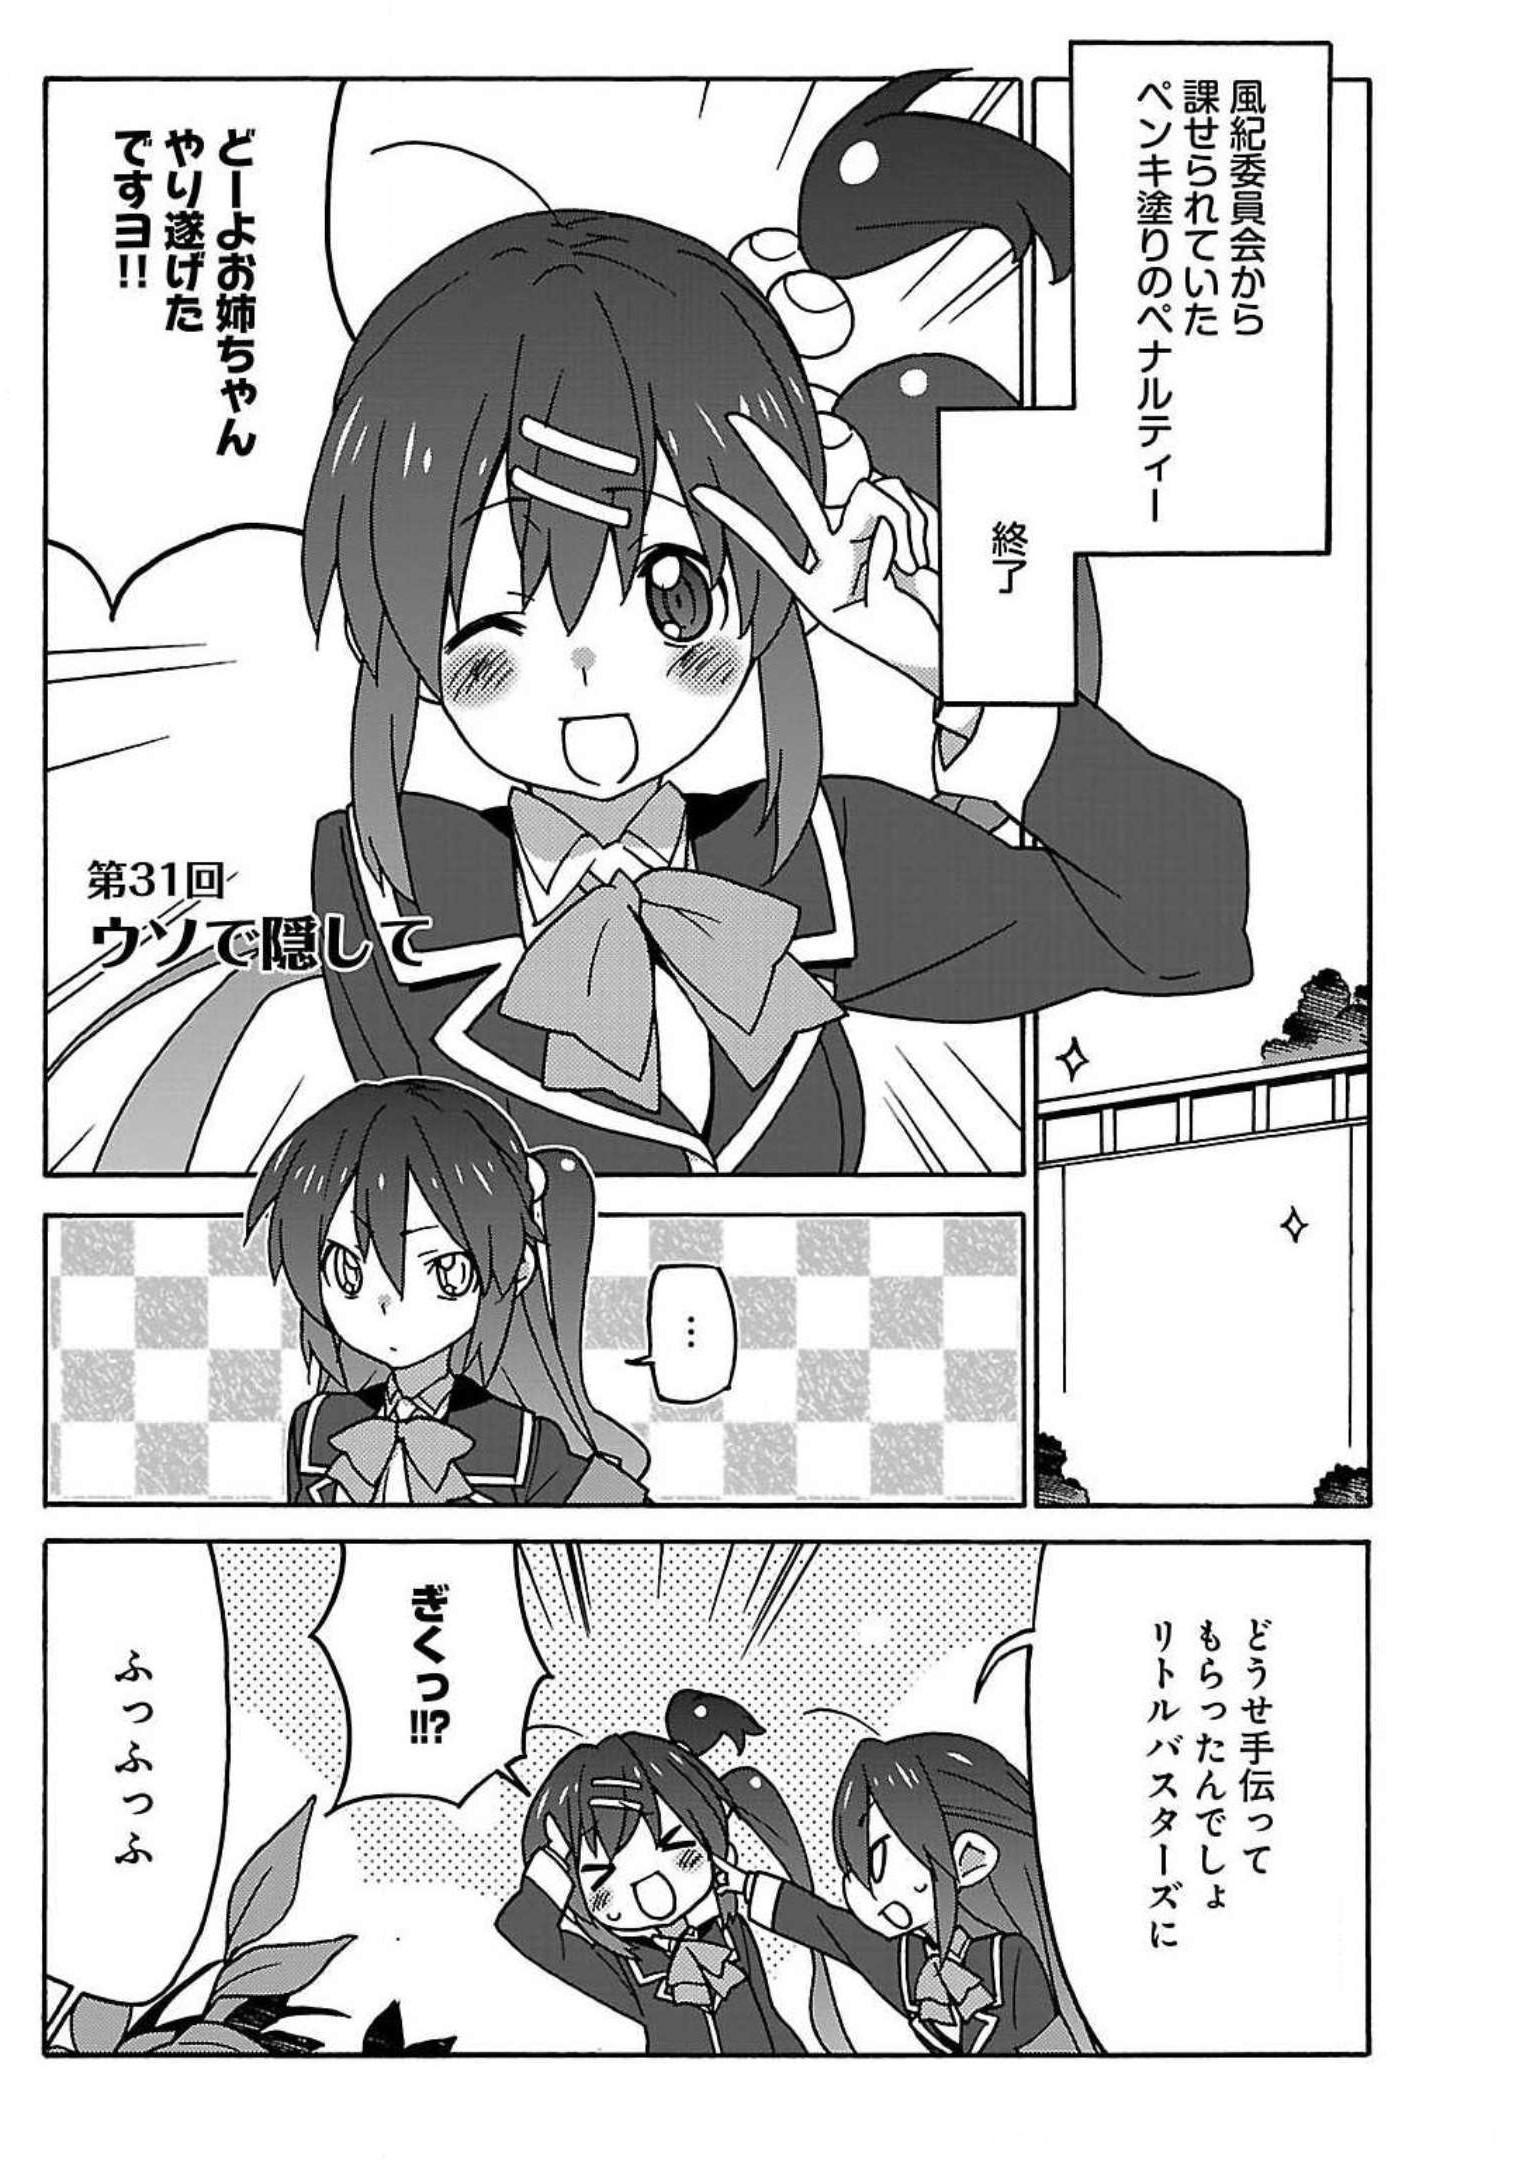 風紀委員会から
課せられていた
ペンキ塗りのペナルティー
終了
どーよお姉ちゃん
やり遂げた
ですヨ!!
第31回
ウソで隠して
…
どうせ手伝って
もらったんでしょ
リトルバスターズに
ぎくっ!!?
ふっふっふ